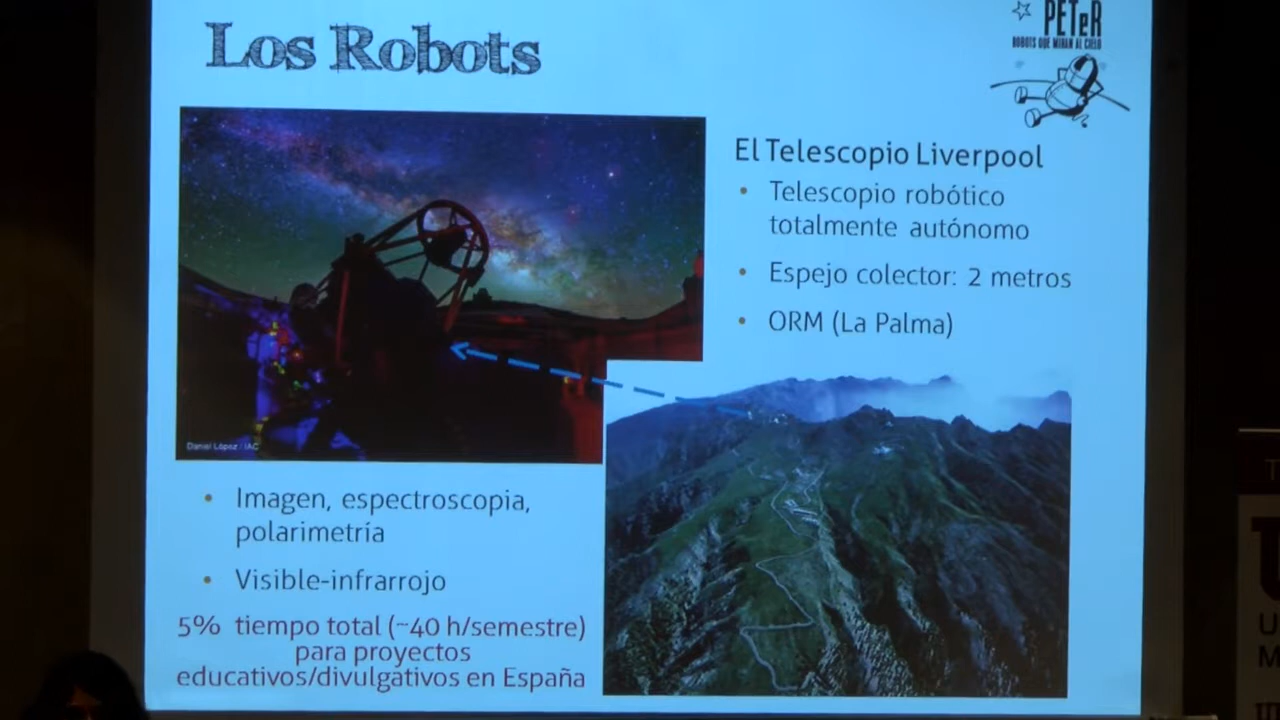 Los Robots
PETeR
ROBOTS QUE MIRAN AL CIELO
El Telescopio Liverpool
• Telescopio robótico
totalmente autónomo
• Espejo colector: 2 metros
• ORM (La Palma)
Daniel López / IAC
• Imagen, espectroscopia,
polarimetría
• Visible-infrarrojo
5% tiempo total (~40 h/semestre)
para proyectos
educativos/divulgativos en España